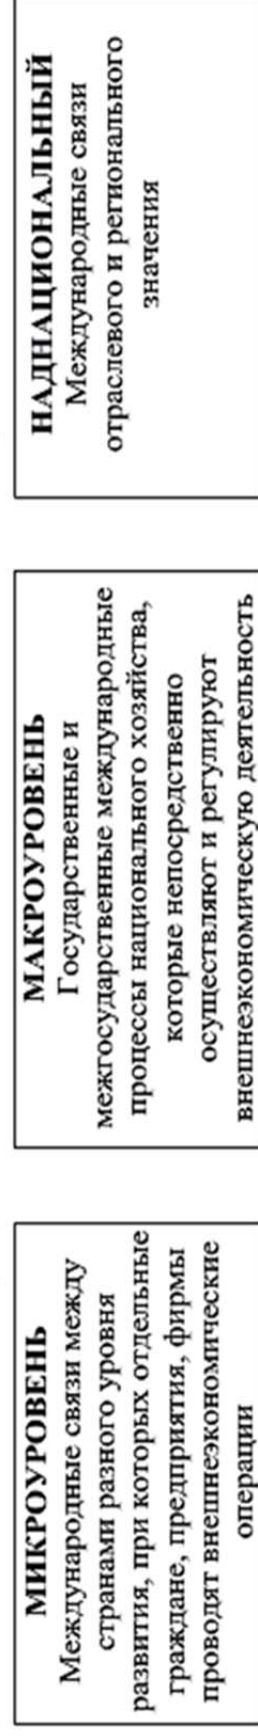 МИКРОУРОВЕНЬ
Международные связи между
странами разного уровня
развития, при которых отдельные
граждане, предприятия, фирмы
проводят внешнеэкономические
операции
МАКРОУРОВЕНЬ
Государственные и
межгосударственные международные
процессы национального хозяйства,
которые непосредственно
осуществляют и регулируют
внешнеэкономическую деятельность
НАДНАЦИОНАЛЬНЫЙ
Международные связи
отраслевого и регионального
значения